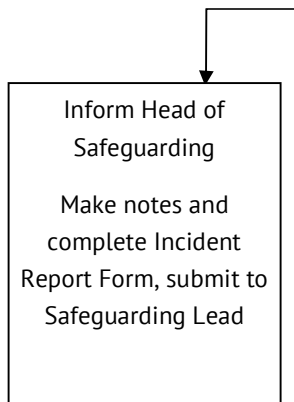 Inform Head of
Safeguarding
Make notes and
complete Incident
Report Form, submit to
Safeguarding Lead